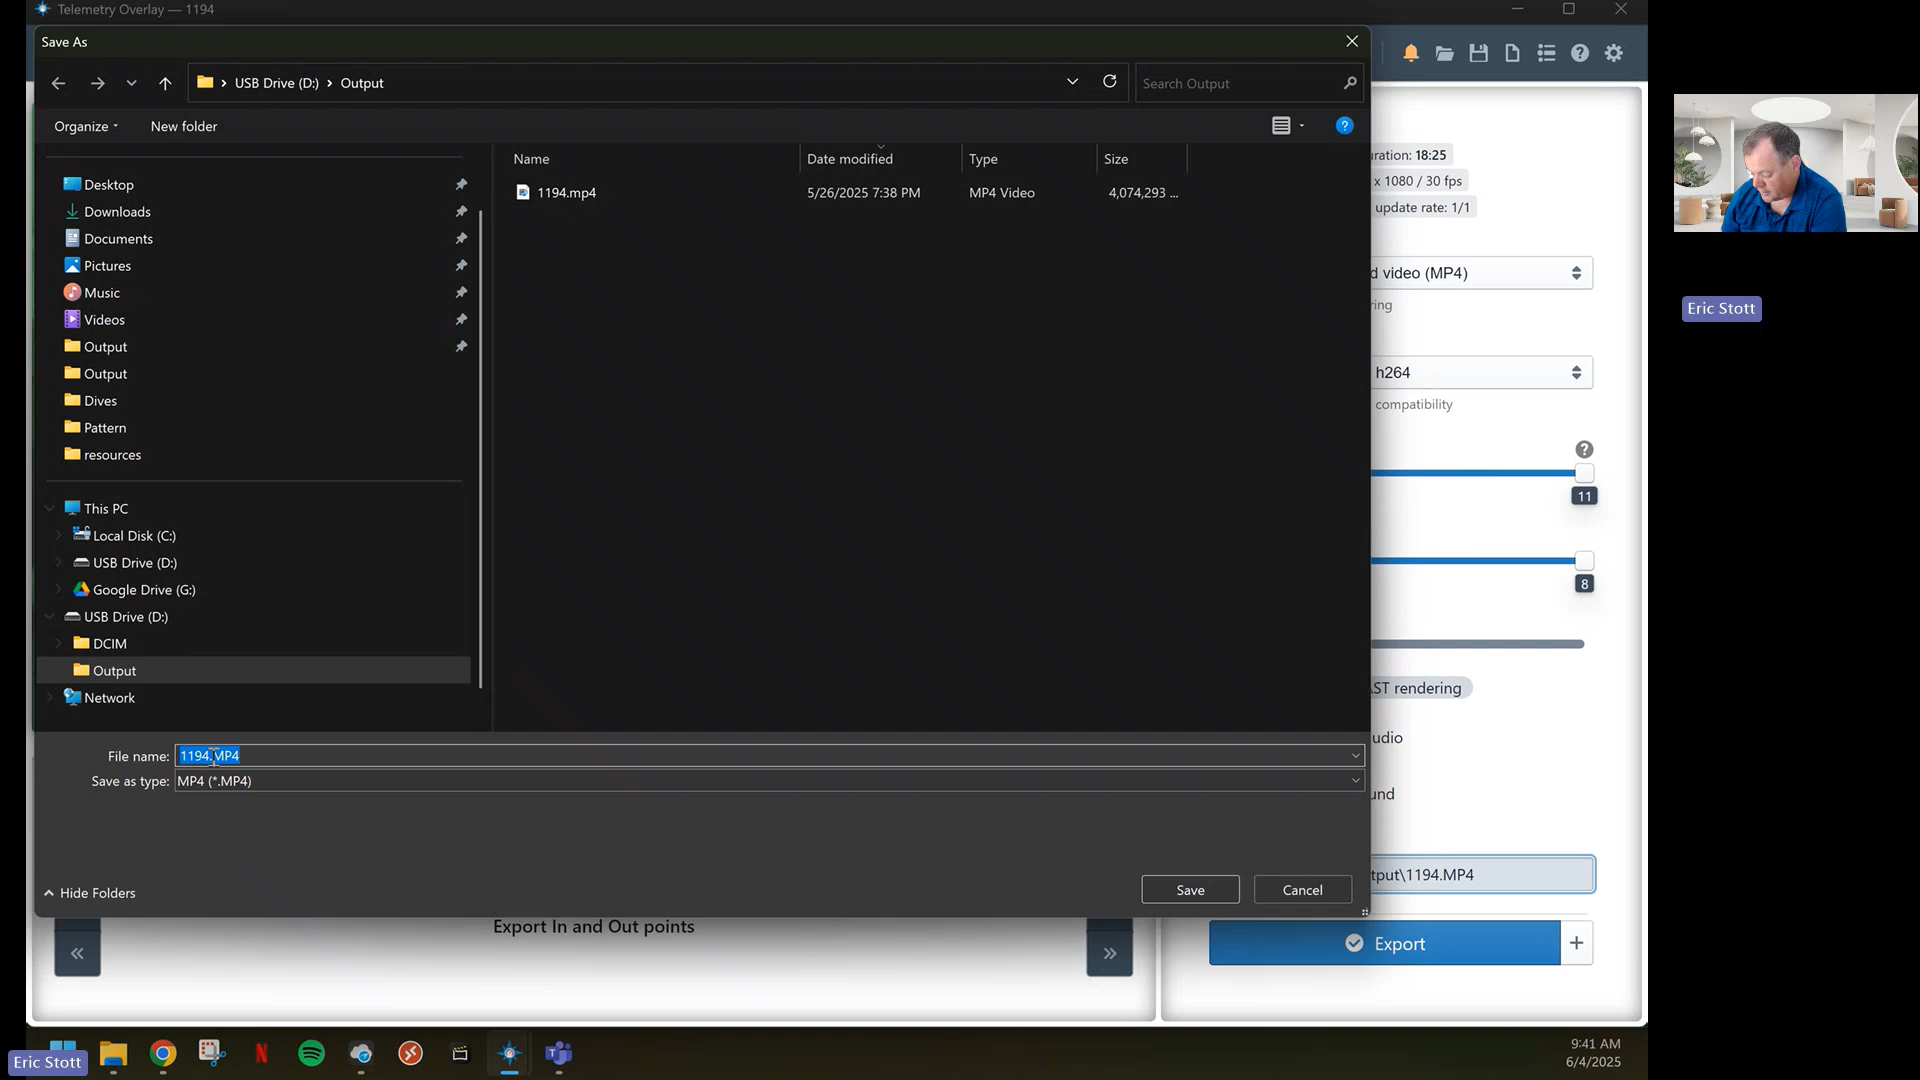 Telemetry Overlay — 1194
Save As
USB Drive (D:)
Output
Search Output
Organize
New folder
Name
Date modified
Type
Size
1194.mp4
5/26/2025 7:38 PM
MP4 Video
4,074,293 ...
Desktop
Downloads
Documents
Pictures
Music
Videos
Output
Output
Dives
Pattern
resources
This PC
Local Disk (C:)
USB Drive (D:)
Google Drive (G:)
USB Drive (D:)
DCIM
Output
Network
File name:
1194.MP4
Save as type:
MP4 (*.MP4)
Hide Folders
Save
Cancel
uration: 18:25
x 1080 / 30 fps
update rate: 1/1
d video (MP4)
ring
h264
compatibility
11
8
ST rendering
udio
und
tput\1194.MP4
Export In and Out points
Export
Eric Stott
Eric Stott
9:41 AM
6/4/2025